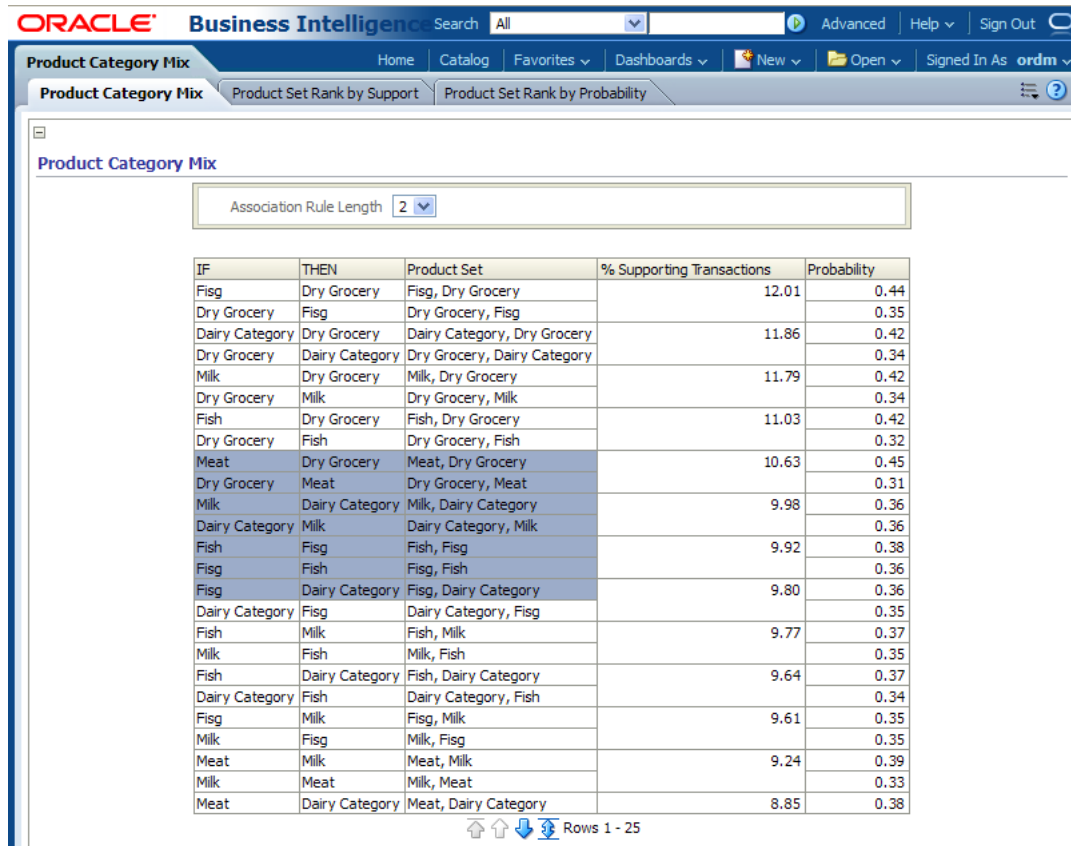 ORACLE Business Intelligence Search All Advanced Help Sign Out
Product Category Mix Home Catalog Favorites Dashboards New Open Signed In As ordm
Product Category Mix Product Set Rank by Support Product Set Rank by Probability
Product Category Mix
Association Rule Length 2
IF THEN Product Set % Supporting Transactions Probability
Fisg Dry Grocery Fisg, Dry Grocery 12.01 0.44
Dry Grocery Fisg Dry Grocery, Fisg 0.35
Dairy Category Dry Grocery Dairy Category, Dry Grocery 11.86 0.42
Dry Grocery Dairy Category Dry Grocery, Dairy Category 0.34
Milk Dry Grocery Milk, Dry Grocery 11.79 0.42
Dry Grocery Milk Dry Grocery, Milk 0.34
Fish Dry Grocery Fish, Dry Grocery 11.03 0.42
Dry Grocery Fish Dry Grocery, Fish 0.32
Meat Dry Grocery Meat, Dry Grocery 10.63 0.45
Dry Grocery Meat Dry Grocery, Meat 0.31
Milk Dairy Category Milk, Dairy Category 9.98 0.36
Dairy Category Milk Dairy Category, Milk 0.36
Fish Fisg Fish, Fisg 9.92 0.38
Fisg Fish Fisg, Fish 0.36
Fisg Dairy Category Fisg, Dairy Category 9.80 0.36
Dairy Category Fisg Dairy Category, Fisg 0.35
Fish Milk Fish, Milk 9.77 0.37
Milk Fish Milk, Fish 0.35
Fish Dairy Category Fish, Dairy Category 9.64 0.37
Dairy Category Fish Dairy Category, Fish 0.34
Fisg Milk Fisg, Milk 9.61 0.35
Milk Fisg Milk, Fisg 0.35
Meat Milk Meat, Milk 9.24 0.39
Milk Meat Milk, Meat 0.33
Meat Dairy Category Meat, Dairy Category 8.85 0.38
Rows 1 - 25